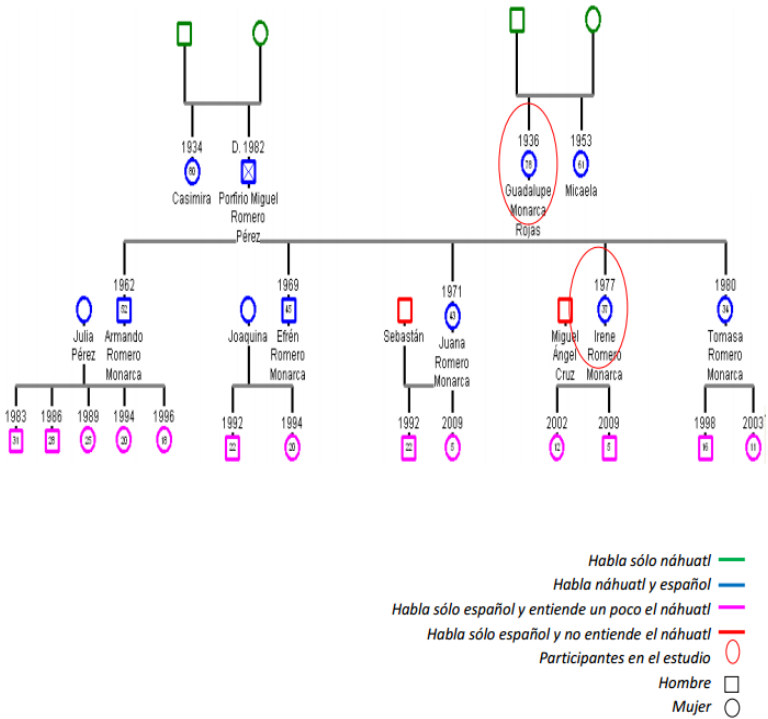 1934
D. 1982
1936
1953
80
78
61
Casimira
Porfirio Miguel
Romero
Pérez
Guadalupe
Monarca
Rojas
Micaela
1962
1969
1971
1977
1980
52
45
43
37
34
Julia
Pérez
Armando
Romero
Monarca
Joaquina
Efrén
Romero
Monarca
Sebastán
Juana
Romero
Monarca
Miguel
Ángel
Cruz
Irene
Romero
Monarca
Tomasa
Romero
Monarca
1983
1986
1989
1994
1996
1992
1994
1992
2009
2002
2009
1998
2003
31
28
25
20
18
22
20
22
5
12
5
16
11
Habla sólo náhuatl
Habla náhuatl y español
Habla sólo español y entiende un poco el náhuatl
Habla sólo español y no entiende el náhuatl
Participantes en el estudio
Hombre
Mujer